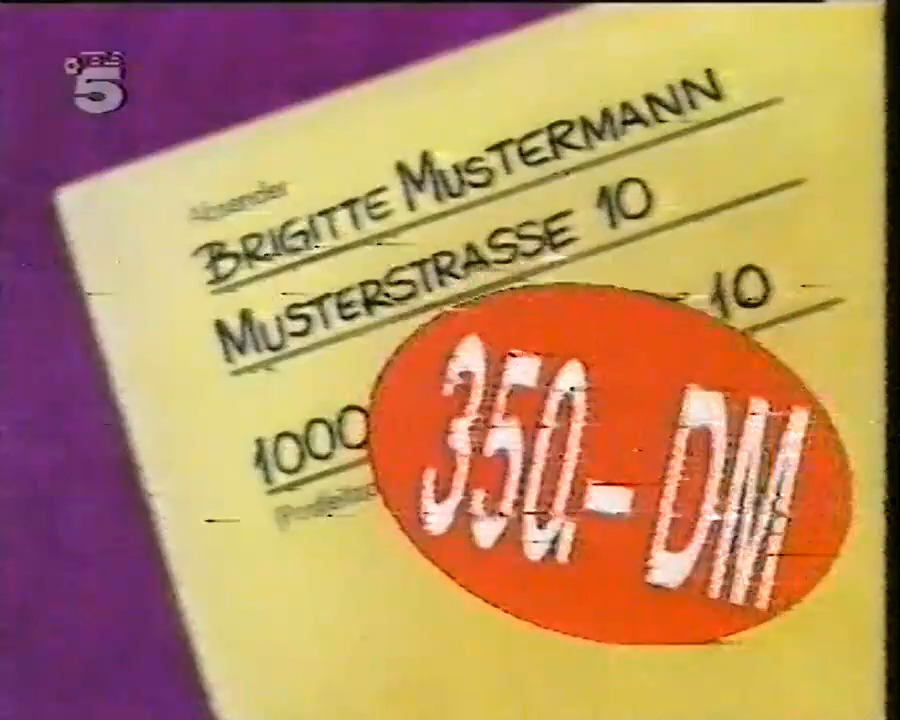 TELE
5
Absender
BRIGITTE MUSTERMANN
MUSTERSTRASSE 10
10
1000
350.- DM